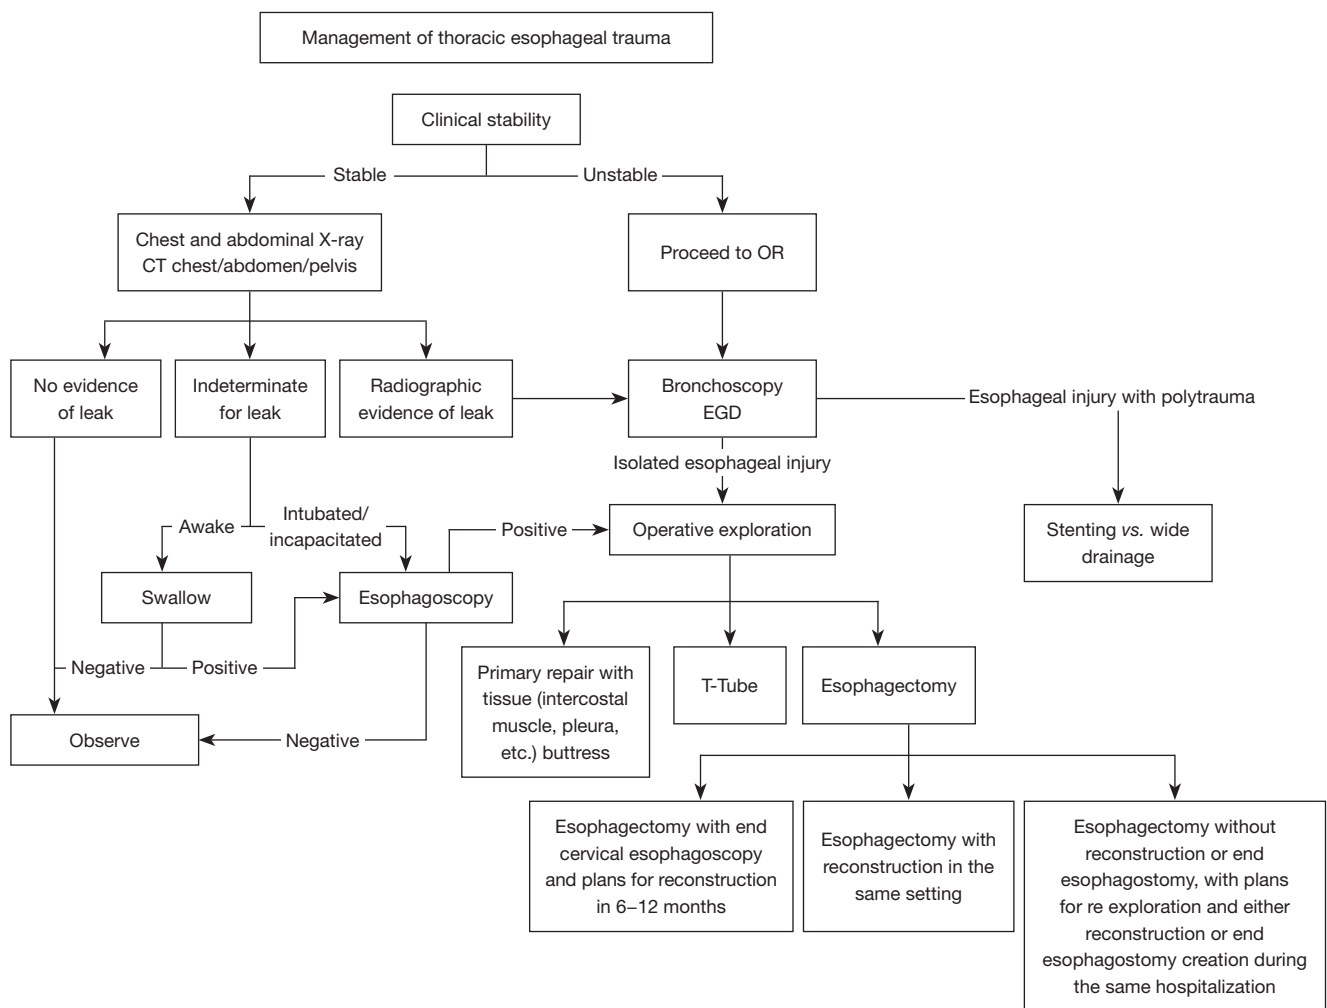 Management of thoracic esophageal trauma
Clinical stability
Stable
Unstable
Chest and abdominal X-ray
CT chest/abdomen/pelvis
Proceed to OR
No evidence
of leak
Indeterminate
for leak
Radiographic
evidence of leak
Bronchoscopy
EGD
Esophageal injury with polytrauma
Isolated esophageal injury
Awake
Intubated/
incapacitated
Positive
Operative exploration
Stenting vs. wide
drainage
Swallow
Esophagoscopy
Negative
Positive
Primary repair with
tissue (intercostal
muscle, pleura,
etc.) buttress
T-Tube
Esophagectomy
Observe
Negative
Esophagectomy with end
cervical esophagoscopy
and plans for reconstruction
in 6–12 months
Esophagectomy with
reconstruction in the
same setting
Esophagectomy without
reconstruction or end
esophagostomy, with plans
for re exploration and either
reconstruction or end
esophagostomy creation during
the same hospitalization